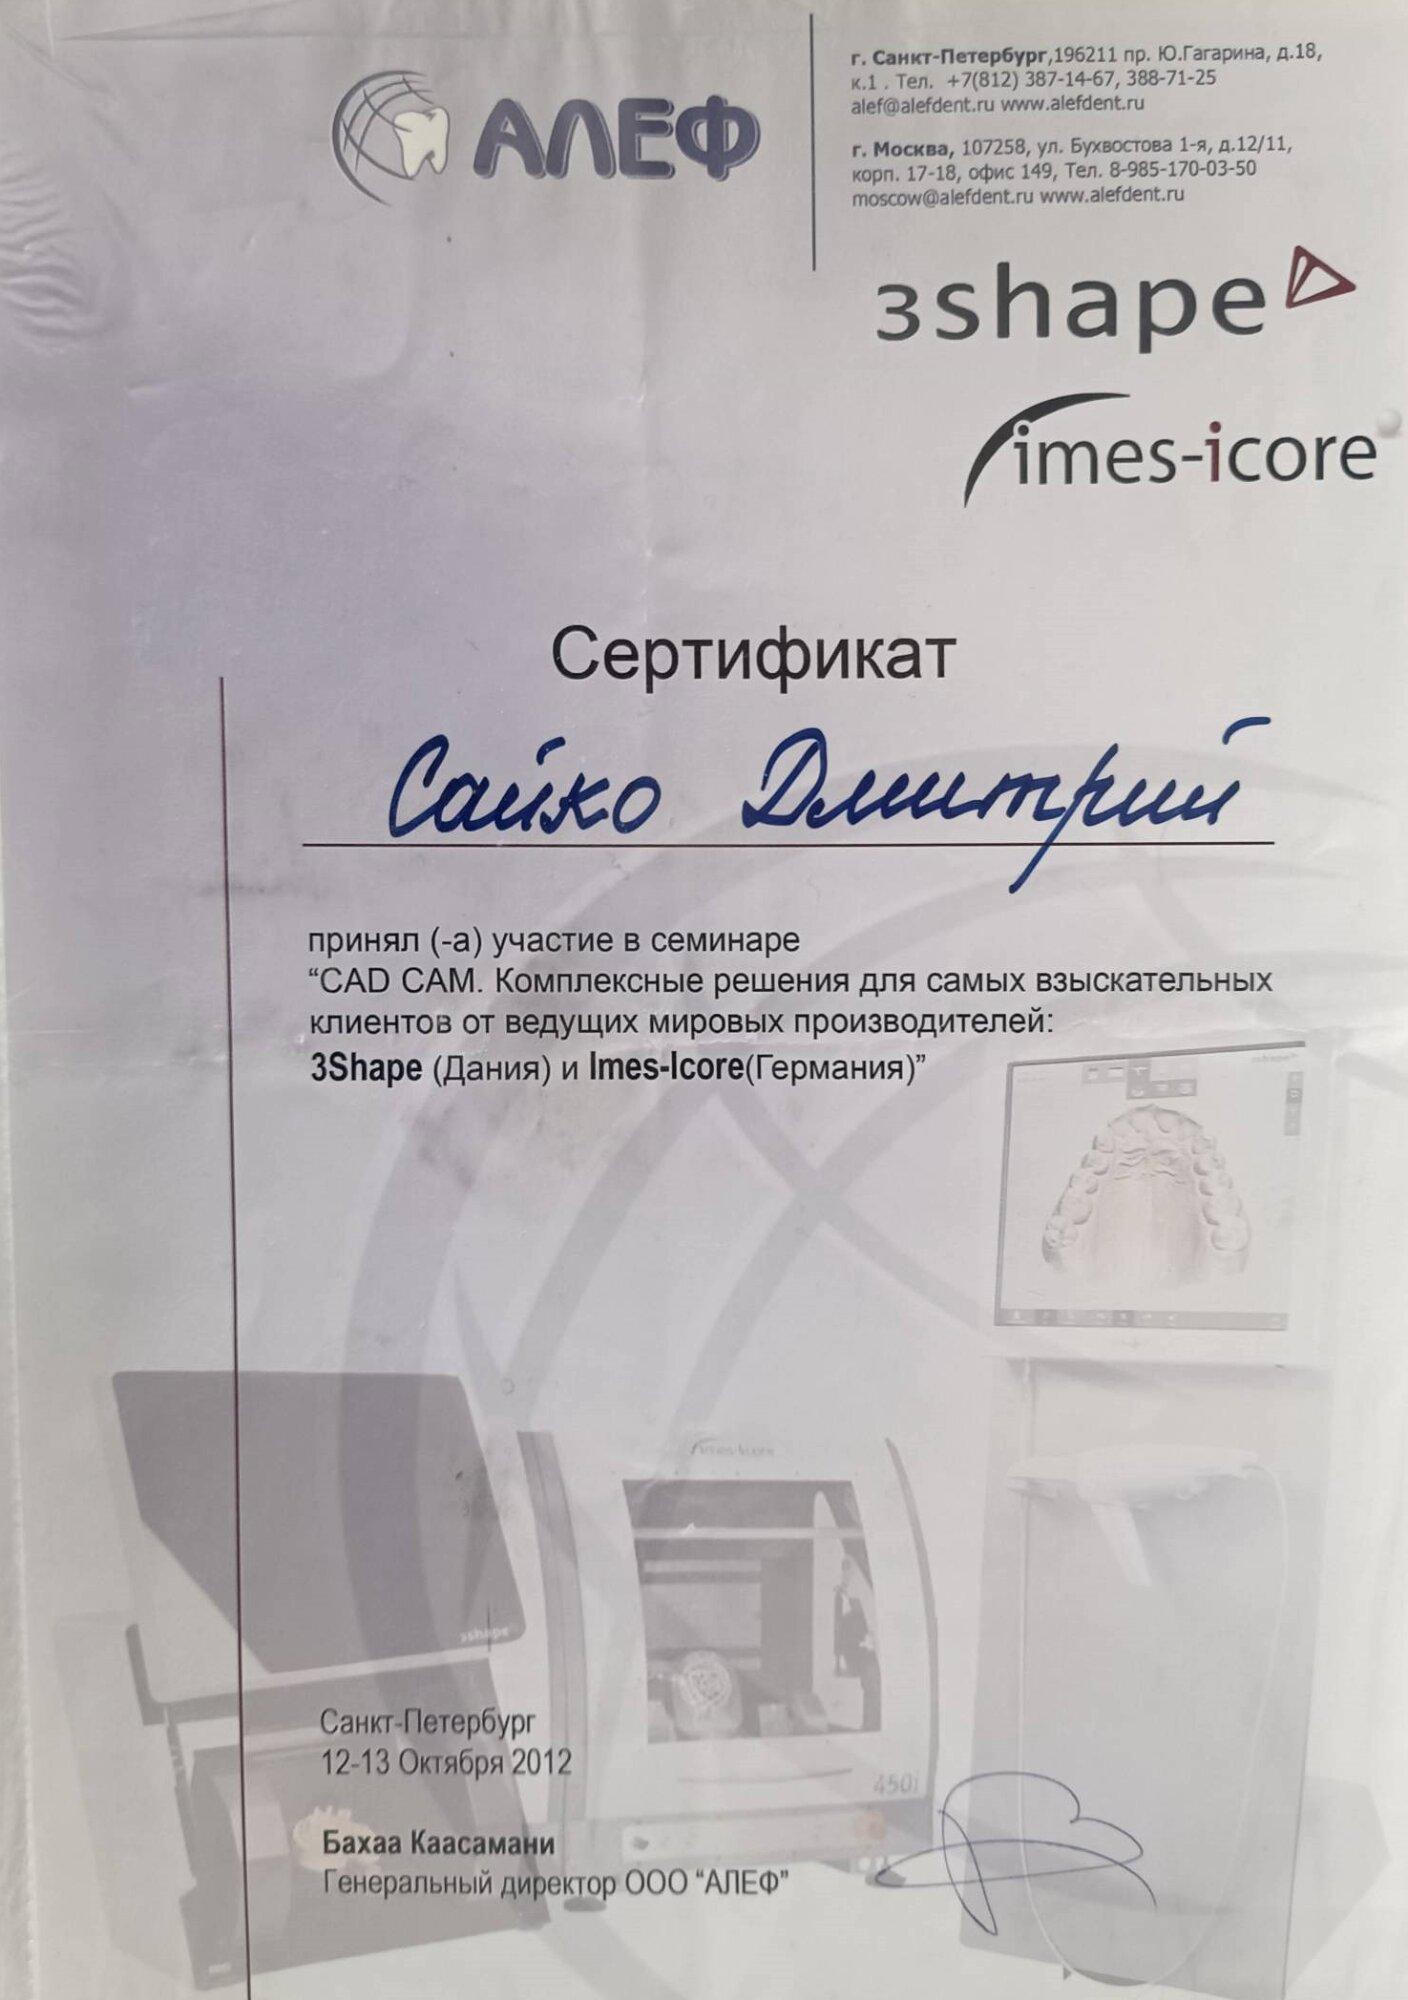 АЛЕФ
г. Санкт-Петербург,196211 пр. Ю.Гагарина, д.18,
к.1 . Тел. +7(812) 387-14-67, 388-71-25
alef@alefdent.ru www.alefdent.ru
г. Москва, 107258, ул. Бухвостова 1-я, д.12/11,
корп. 17-18, офис 149, Тел. 8-985-170-03-50
moscow@alefdent.ru www.alefdent.ru
3shape
imes-icore
Сертификат
Сайко Дмитрий
принял (-а) участие в семинаре
“CAD CAM. Комплексные решения для самых взыскательных
клиентов от ведущих мировых производителей:
3Shape (Дания) и Imes-Icore(Германия)”
imes-icore
3shape
450i
Санкт-Петербург
12-13 Октября 2012
Бахаа Каасамани
Генеральный директор ООО “АЛЕФ”